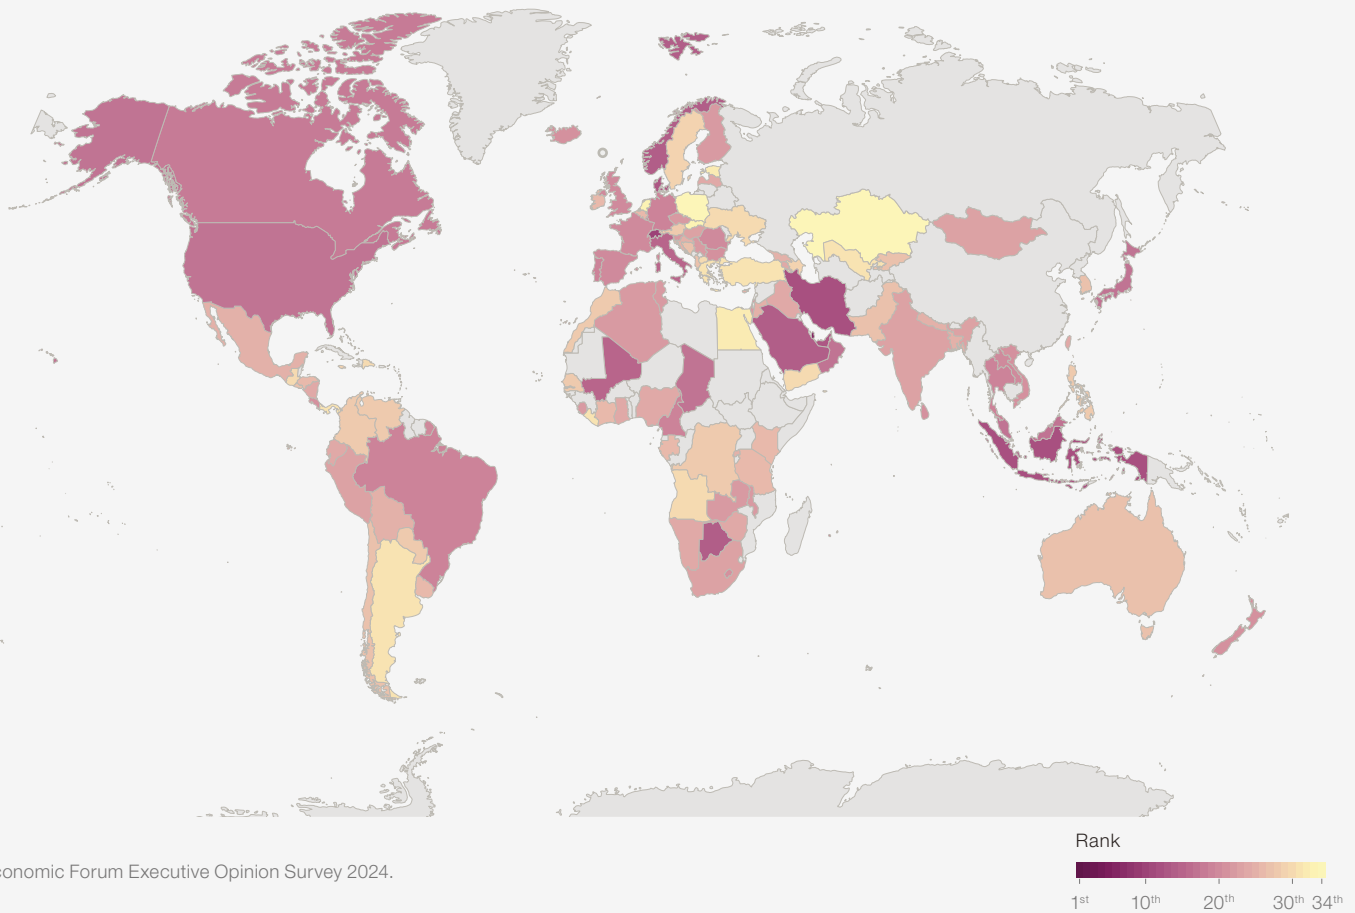 Rank
conomic Forum Executive Opinion Survey 2024.
1st 10th 20th 30th 34th